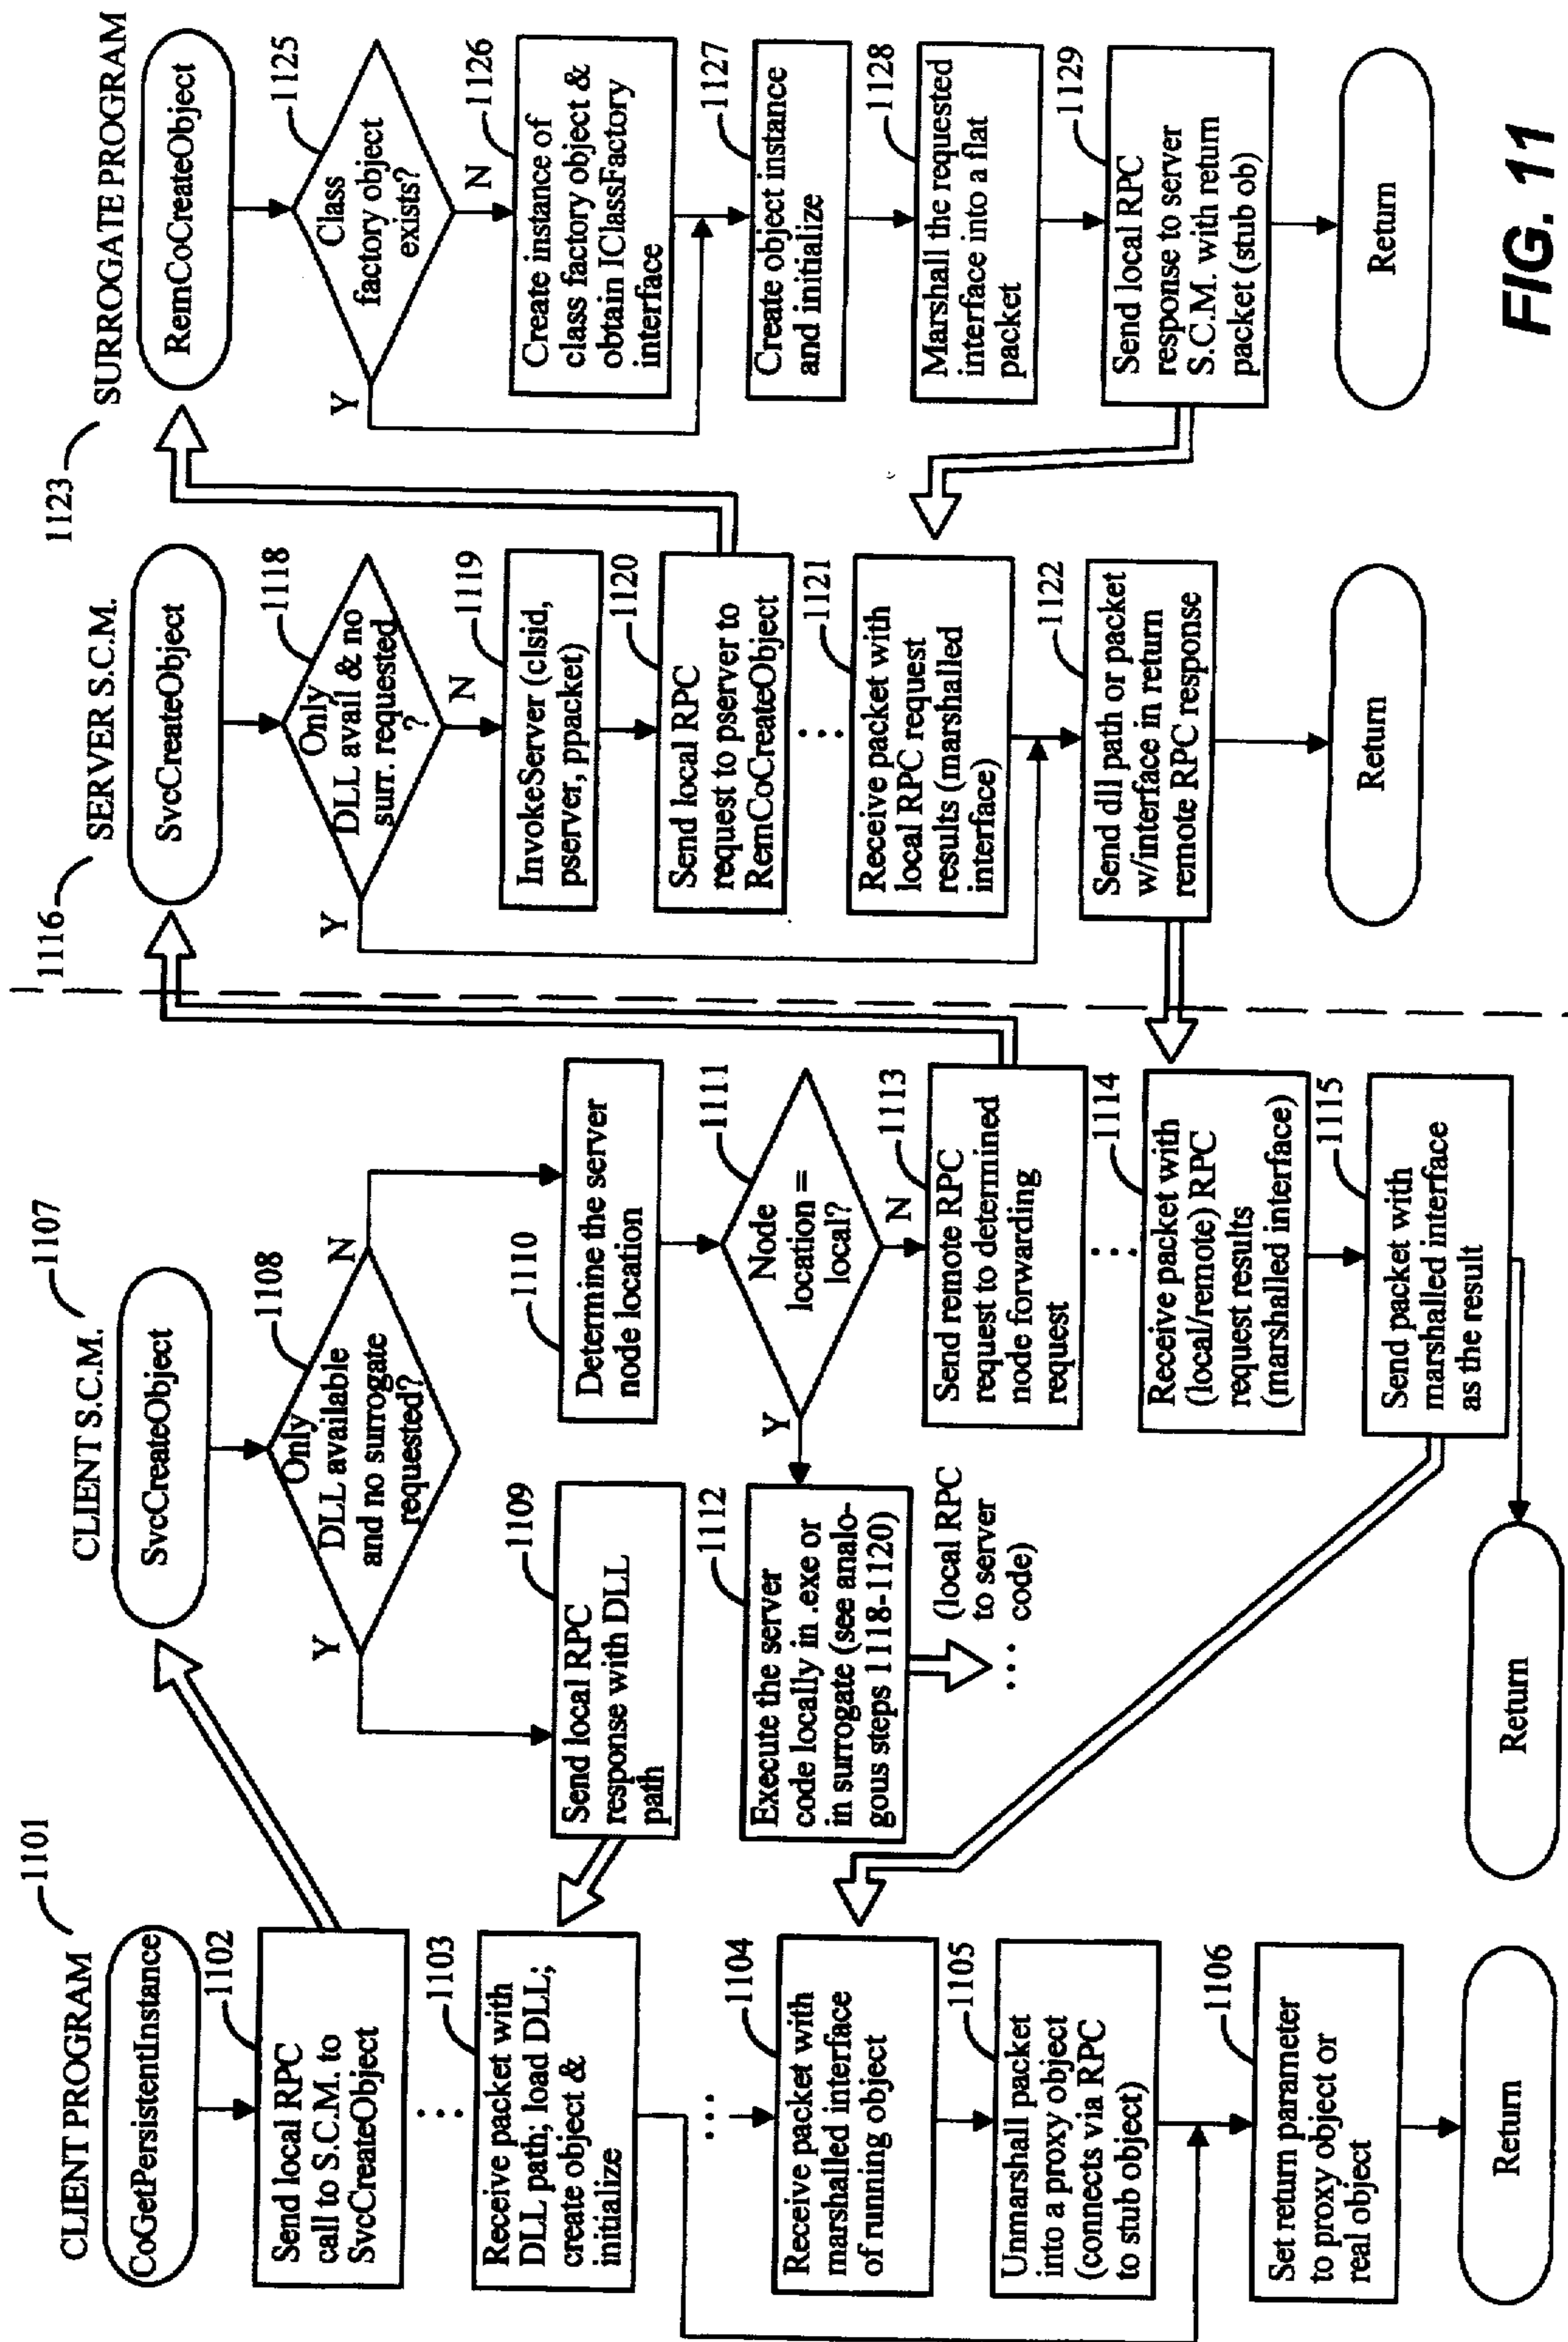 CLIENT PROGRAM
1101
CoGetPersistentInstance
1102
Send local RPC
call to S.C.M. to
SvcCreateObject
1103
Receive packet with
DLL path; load DLL;
create object &
initialize
1104
Receive packet with
marshalled interface
of running object
1105
Unmarshall packet
into a proxy object
(connects via RPC
to stub object)
1106
Set return parameter
to proxy object or
real object
Return
CLIENT S.C.M.
1107
SvcCreateObject
1108
Only
DLL available
and no surrogate
requested?
Y
N
1109
Send local RPC
response with DLL
path
1110
Determine the server
node location
1111
Node
location =
local?
Y
N
1112
Execute the server
code locally in .exe or
in surrogate (see analo-
gous steps 1118-1120)
(local RPC
to server
code)
1113
Send remote RPC
request to determined
node forwarding
request
1114
Receive packet with
(local/remote) RPC
request results
(marshalled interface)
1115
Send packet with
marshalled interface
as the result
Return
1116
SERVER S.C.M.
SvcCreateObject
1118
Only
DLL avail & no
surr. requested
?
Y
N
1119
InvokeServer (clsid,
pserver, ppacket)
1120
Send local RPC
request to pserver to
RemCoCreateObject
1121
Receive packet with
local RPC request
results (marshalled
interface)
1122
Send dll path or packet
w/interface in return
remote RPC response
Return
1123
SURROGATE PROGRAM
RemCoCreateObject
1125
Class
factory object
exists?
Y
N
1126
Create instance of
class factory object &
obtain IClassFactory
interface
1127
Create object instance
and initialize
1128
Marshall the requested
interface into a flat
packet
1129
Send local RPC
response to server
S.C.M. with return
packet (stub ob)
Return
FIG. 11